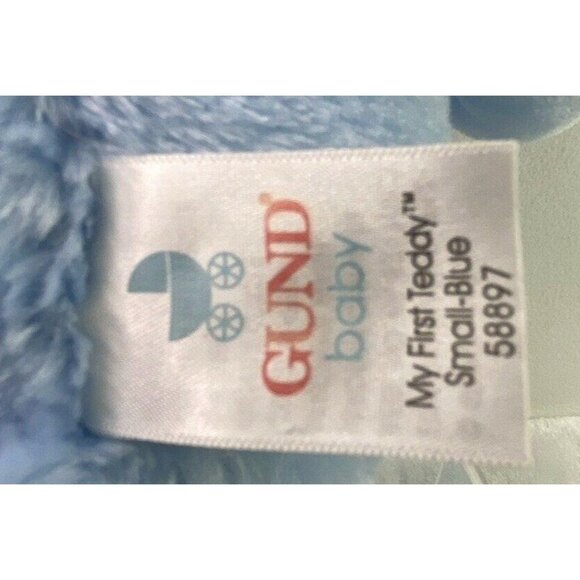 GUND®
baby
My First Teddy™
Small-Blue
58897